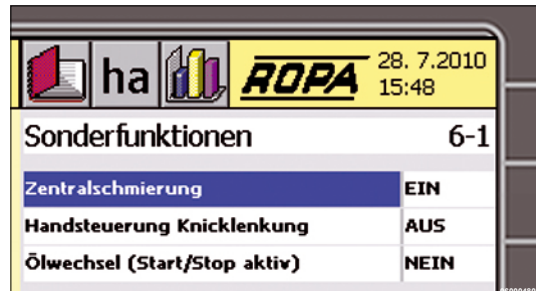 ha ROPA 28. 7.2010
15:48
Sonderfunktionen 6-1
Zentralschmierung EIN
Handsteuerung Knicklenkung AUS
Ölwechsel (Start/Stop aktiv) NEIN